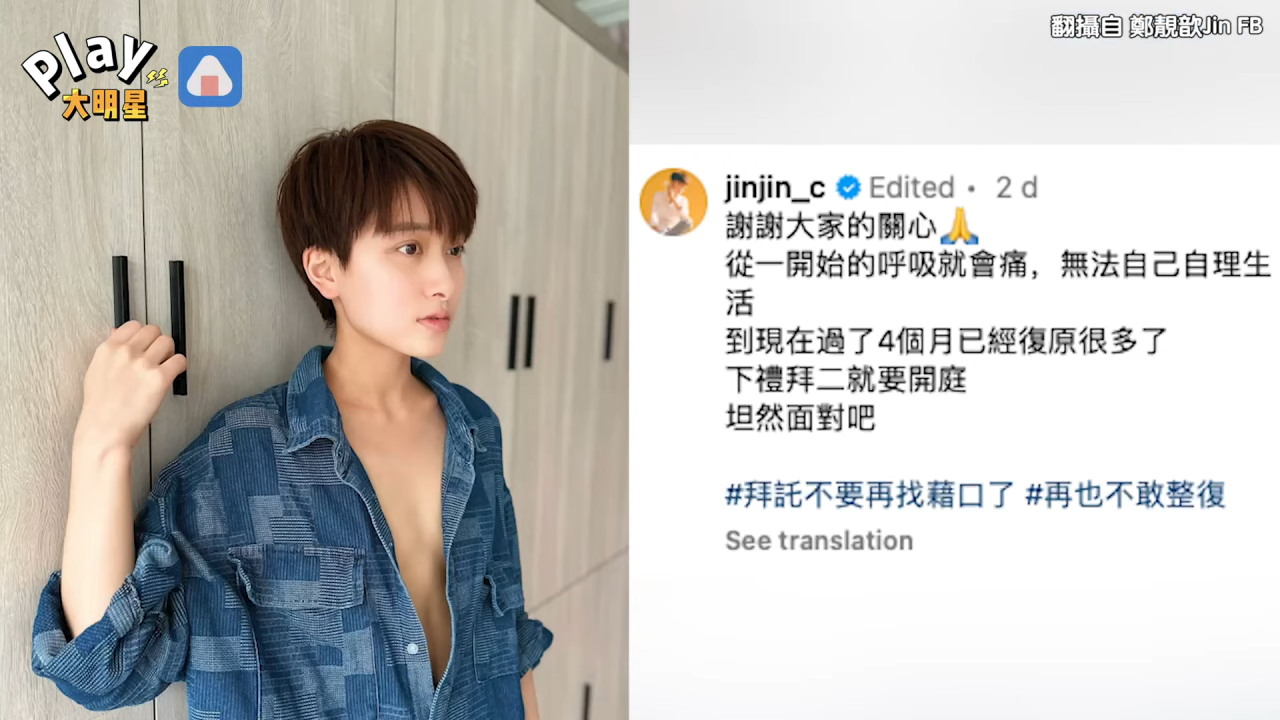 Play
大明星
翻攝自 鄭靚歆Jin FB
jinjin_c Edited · 2 d
謝謝大家的關心🙏
從一開始的呼吸就會痛，無法自己自理生
活
到現在過了4個月已經復原很多了
下禮拜二就要開庭
坦然面對吧
#拜託不要再找藉口了 #再也不敢整復
See translation